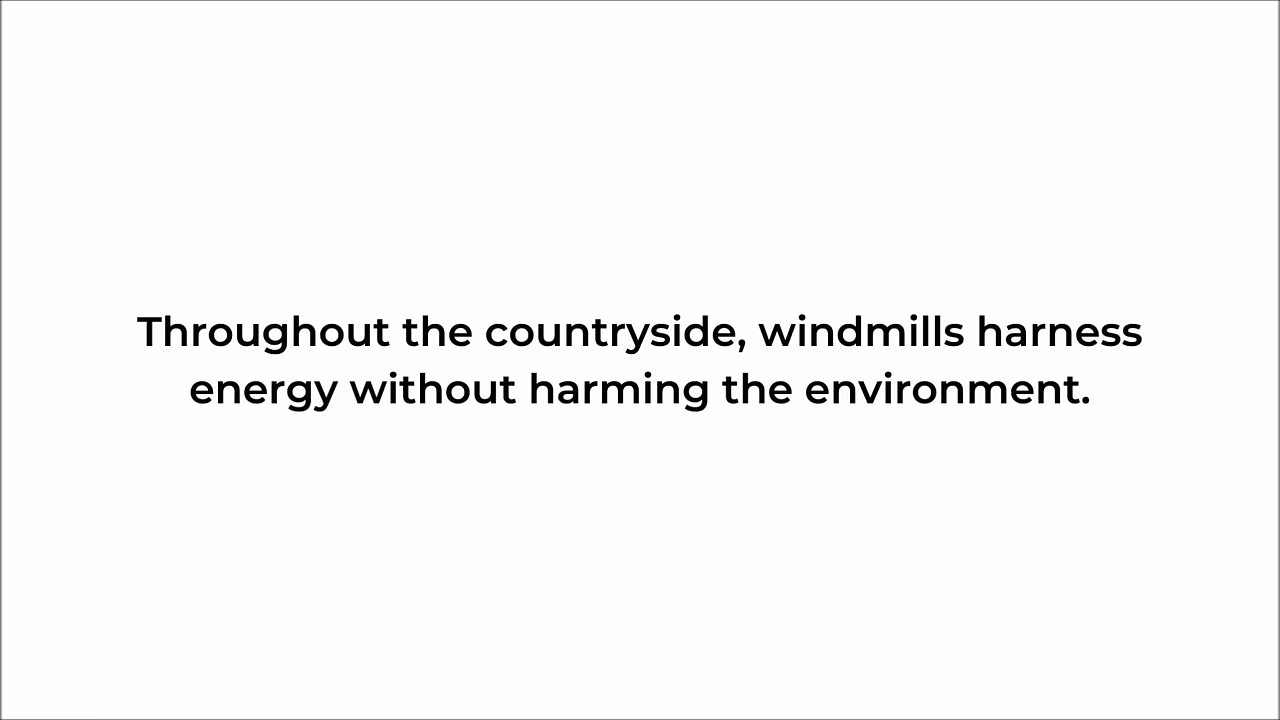 Throughout the countryside, windmills harness
energy without harming the environment.